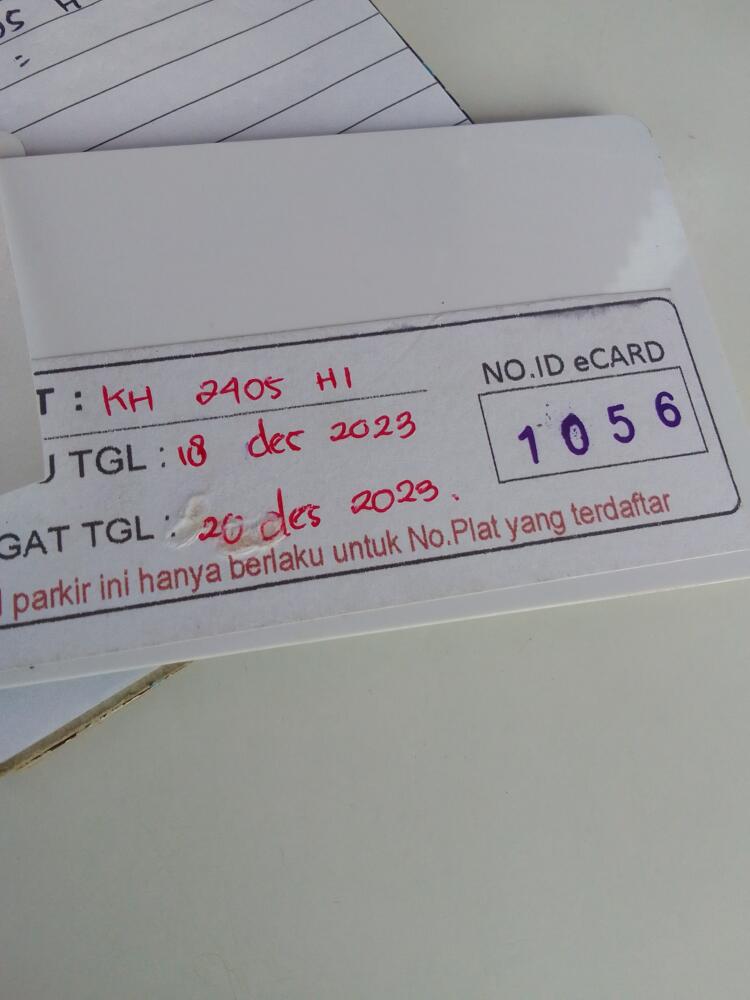 T : KH 2405 HI
NO.ID eCARD
1056
U TGL : 18 dec 2023
GAT TGL : 20 des 2023.
parkir ini hanya berlaku untuk No.Plat yang terdaftar